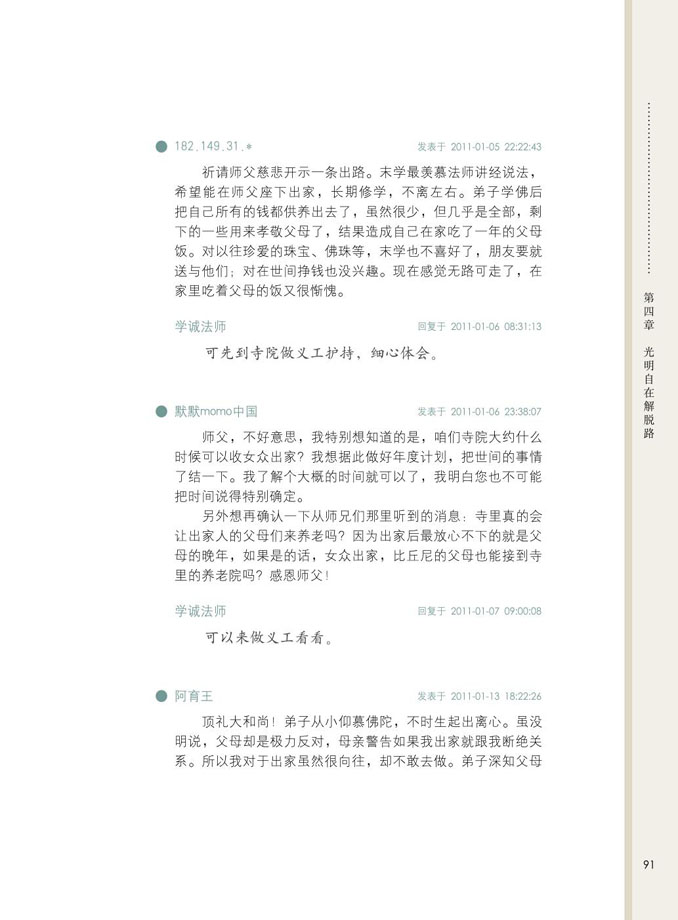 182.149.31.*
发表于 2011-01-05 22:22:43
祈请师父慈悲开示一条出路。末学最羡慕法师讲经说法，
希望能在师父座下出家，长期修学，不离左右。弟子学佛后
把自己所有的钱都供养出去了，虽然很少，但几乎是全部，剩
下的一些用来孝敬父母了，结果造成自己在家吃了一年的父母
饭。对以往珍爱的珠宝、佛珠等，末学也不喜好了，朋友要就
送与他们；对在世间挣钱也没兴趣。现在感觉无路可走了，在
家里吃着父母的饭又很惭愧。
学诚法师
回复于 2011-01-06 08:31:13
可先到寺院做义工护持，细心体会。
默默momo中国
发表于 2011-01-06 23:38:07
师父，不好意思，我特别想知道的是，咱们寺院大约什么
时候可以收女众出家？我想据此做好年度计划，把世间的事情
了结一下。我了解个大概的时间就可以了，我明白您也不可能
把时间说得特别确定。
另外想再确认一下从师兄们那里听到的消息：寺里真的会
让出家人的父母们来养老吗？因为出家后最放心不下的就是父
母的晚年，如果是的话，女众出家，比丘尼的父母也能接到寺
里的养老院吗？感恩师父！
学诚法师
回复于 2011-01-07 09:00:08
可以来做义工看看。
阿育王
发表于 2011-01-13 18:22:26
顶礼大和尚！弟子从小仰慕佛陀，不时生起出离心。虽没
明说，父母却是极力反对，母亲警告如果我出家就跟我断绝关
系。所以我对于出家虽然很向往，却不敢去做。弟子深知父母
第四章 光明自在解脱路
91